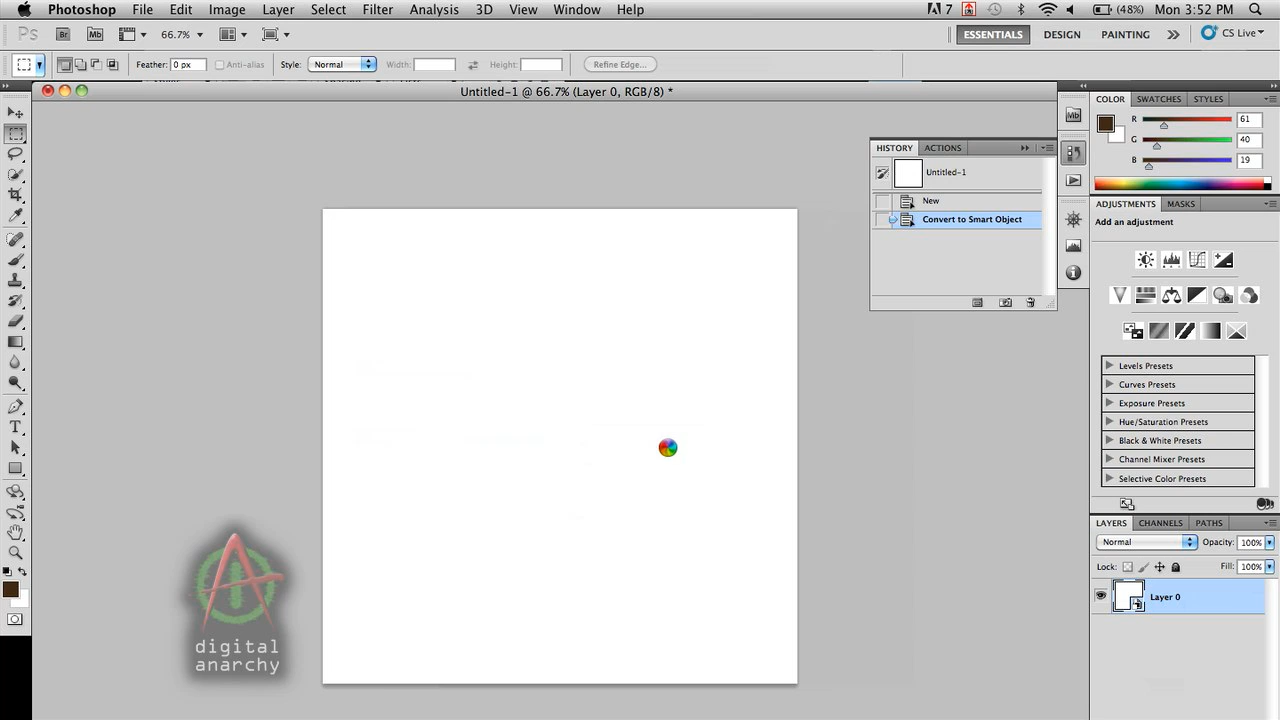 Photoshop File Edit Image Layer Select Filter Analysis 3D View Window Help 7 (48%) Mon 3:52 PM
Ps Br Mb 66.7% ESSENTIALS DESIGN PAINTING CS Live
Feather: 0 px Anti-alias Style: Normal Width: Height: Refine Edge...
Untitled-1 @ 66.7% (Layer 0, RGB/8) *
HISTORY ACTIONS
Untitled-1
New
Convert to Smart Object
Mb
COLOR SWATCHES STYLES
R 61
G 40
B 19
ADJUSTMENTS MASKS
Add an adjustment
Levels Presets
Curves Presets
Exposure Presets
Hue/Saturation Presets
Black & White Presets
Channel Mixer Presets
Selective Color Presets
LAYERS CHANNELS PATHS
Normal Opacity: 100%
Lock: Fill: 100%
Layer 0
digital
anarchy